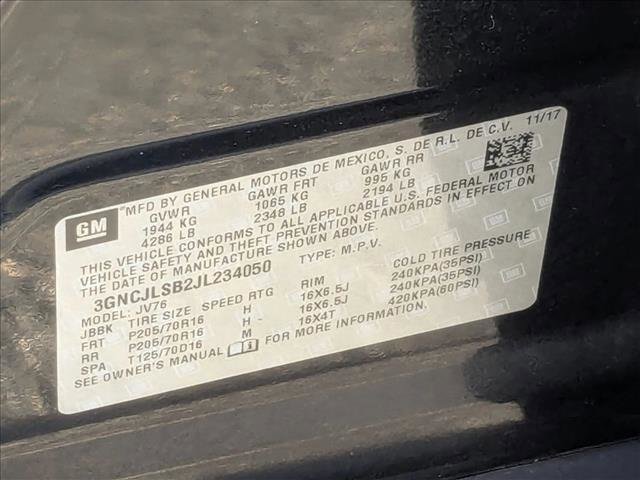 GM
MFD BY GENERAL MOTORS DE MEXICO, S. DE R.L. DE C.V. 11/17
GVWR GAWR FRT GAWR RR
1944 KG 1065 KG 995 KG
4286 LB 2348 LB 2194 LB
THIS VEHICLE CONFORMS TO ALL APPLICABLE U.S. FEDERAL MOTOR
VEHICLE SAFETY AND THEFT PREVENTION STANDARDS IN EFFECT ON
THE DATE OF MANUFACTURE SHOWN ABOVE.
3GNCJLSB2JL234050 TYPE: M.P.V.
MODEL: JV76
JBBK TIRE SIZE SPEED RTG RIM COLD TIRE PRESSURE
FRT P205/70R16 H 16X6.5J 240KPA(35PSI)
RR P205/70R16 H 16X6.5J 240KPA(35PSI)
SPA T125/70D16 M 16X4T 420KPA(60PSI)
SEE OWNER'S MANUAL FOR MORE INFORMATION.